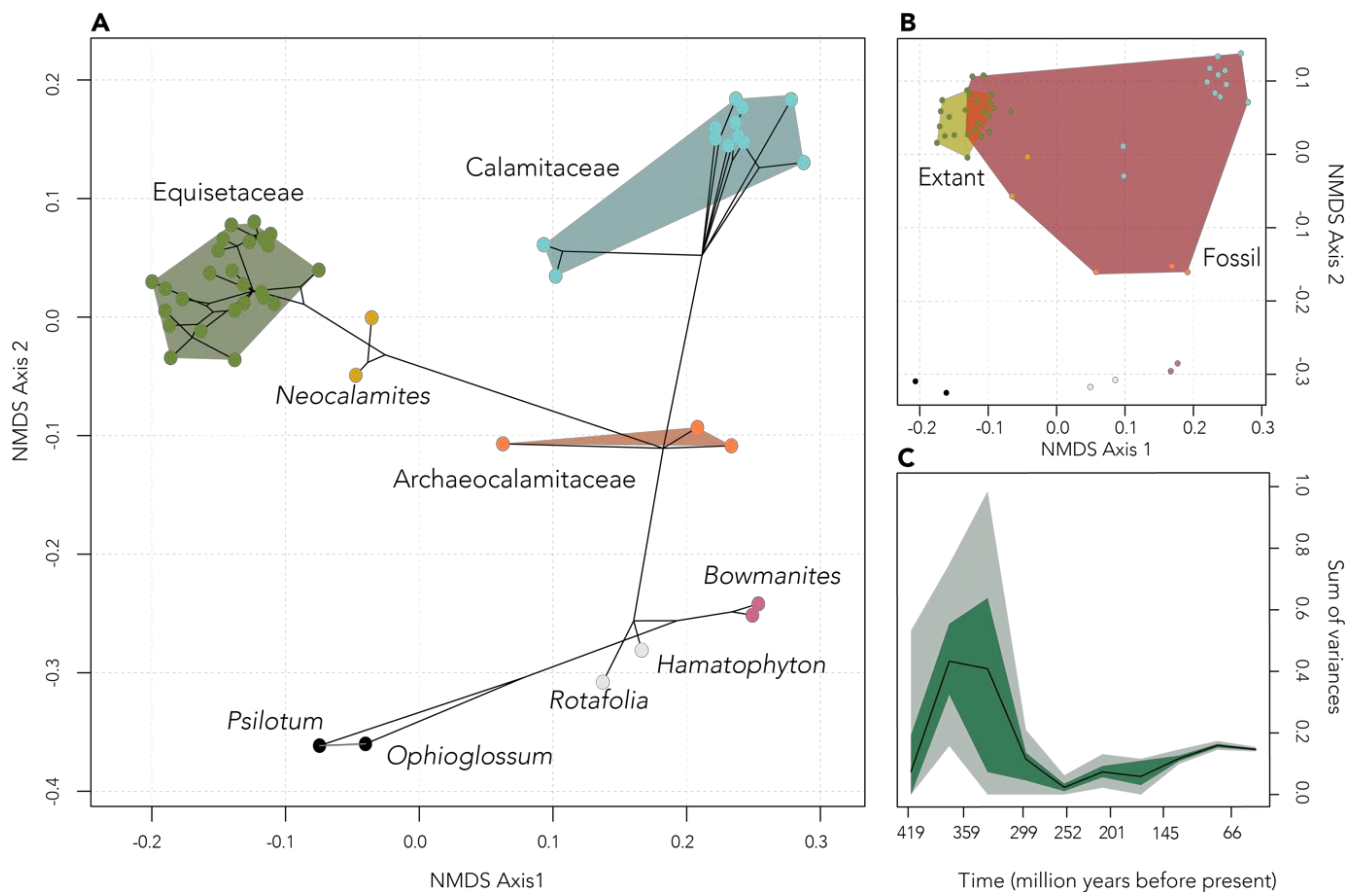 A
0.2
0.1
0.0
-0.1
-0.2
-0.3
-0.4
NMDS Axis 2
Equisetaceae
Calamitaceae
Neocalamites
Archaeocalamitaceae
Bowmanites
Hamatophyton
Rotafolia
Psilotum
Ophioglossum
-0.2
-0.1
0.0
0.1
0.2
0.3
NMDS Axis1
B
Extant
Fossil
0.1
0.0
-0.1
-0.2
-0.3
NMDS Axis 2
-0.2
-0.1
0.0
0.1
0.2
0.3
NMDS Axis 1
C
1.0
0.8
0.6
0.4
0.2
0.0
Sum of variances
419
359
299
252
201
145
66
Time (million years before present)